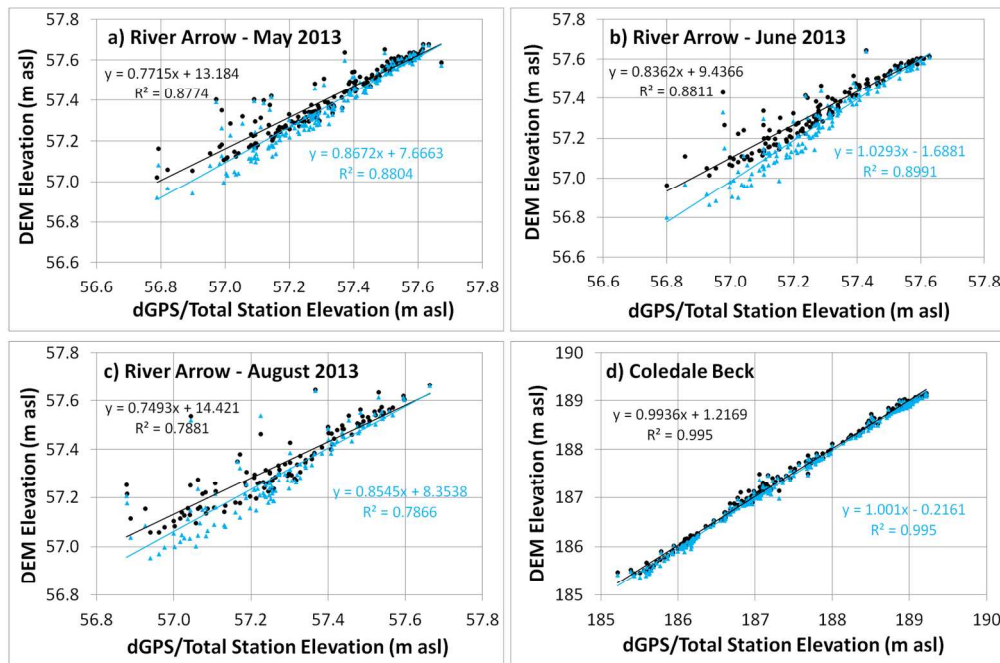 a) River Arrow - May 2013
y = 0.7715x + 13.184
R² = 0.8774
y = 0.8672x + 7.6663
R² = 0.8804
DEM Elevation (m asl)
57.8
57.6
57.4
57.2
57.0
56.8
56.6
56.6 56.8 57.0 57.2 57.4 57.6 57.8
dGPS/Total Station Elevation (m asl)
b) River Arrow - June 2013
y = 0.8362x + 9.4366
R² = 0.8811
y = 1.0293x - 1.6881
R² = 0.8991
DEM Elevation (m asl)
57.8
57.6
57.4
57.2
57.0
56.8
56.6
56.6 56.8 57.0 57.2 57.4 57.6 57.8
dGPS/Total Station Elevation (m asl)
c) River Arrow - August 2013
y = 0.7493x + 14.421
R² = 0.7881
y = 0.8545x + 8.3538
R² = 0.7866
DEM Elevation (m asl)
57.8
57.6
57.4
57.2
57.0
56.8
56.8 57.0 57.2 57.4 57.6 57.8
dGPS/Total Station Elevation (m asl)
d) Coledale Beck
y = 0.9936x + 1.2169
R² = 0.995
y = 1.001x - 0.2161
R² = 0.995
DEM Elevation (m asl)
190
189
188
187
186
185
185 186 187 188 189 190
dGPS/Total Station Elevation (m asl)